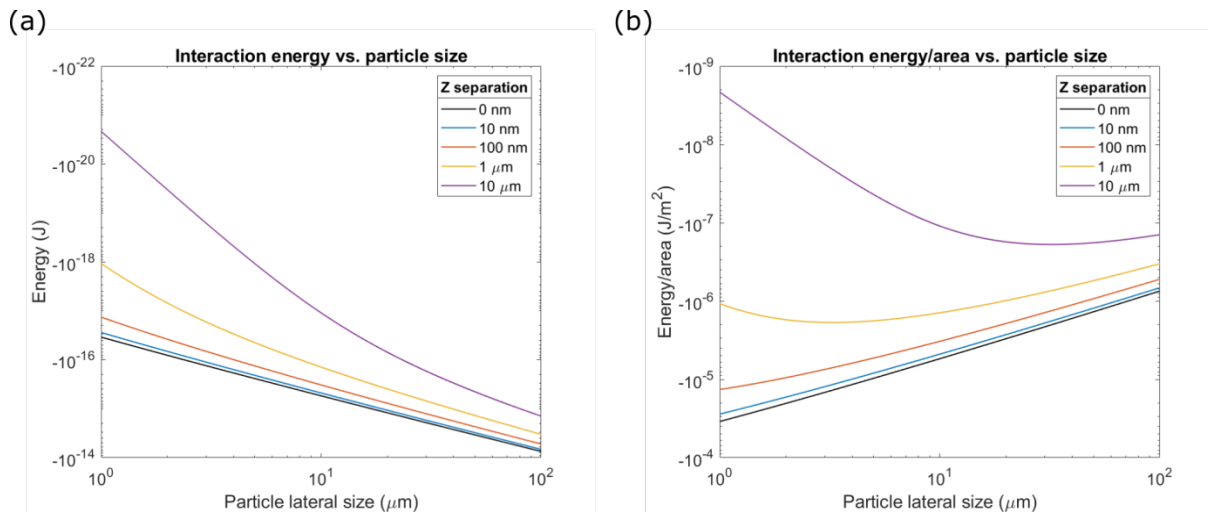 (a)
Interaction energy vs. particle size
-10^-22
-10^-20
-10^-18
-10^-16
-10^-14
Energy (J)
Z separation
0 nm
10 nm
100 nm
1 μm
10 μm
10^0
10^1
10^2
Particle lateral size (μm)
(b)
Interaction energy/area vs. particle size
-10^-9
-10^-8
-10^-7
-10^-6
-10^-5
-10^-4
Energy/area (J/m^2)
Z separation
0 nm
10 nm
100 nm
1 μm
10 μm
10^0
10^1
10^2
Particle lateral size (μm)